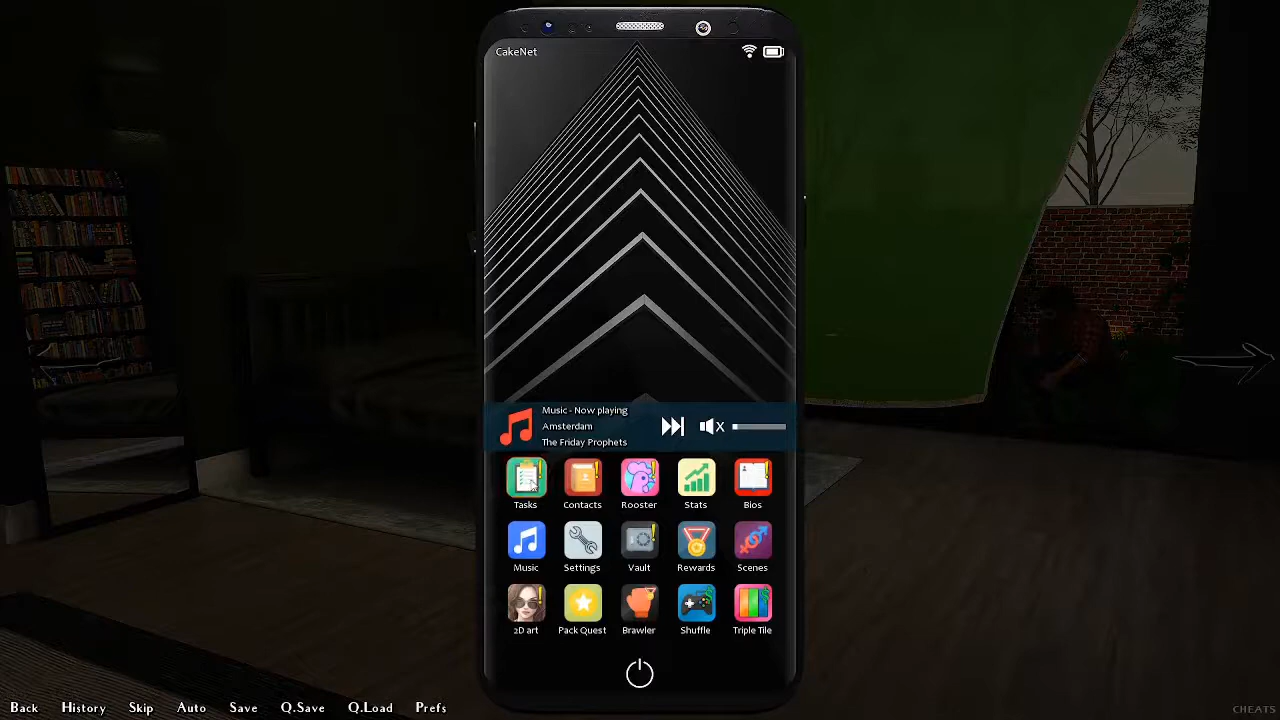 CakeNet
Music - Now playing
Amsterdam
The Friday Prophets
X
Tasks Contacts Rooster Stats Bios
Music Settings Vault Rewards Scenes
2D art Pack Quest Brawler Shuffle Triple Tile
Back History Skip Auto Save Q.Save Q.Load Prefs
CHEATS